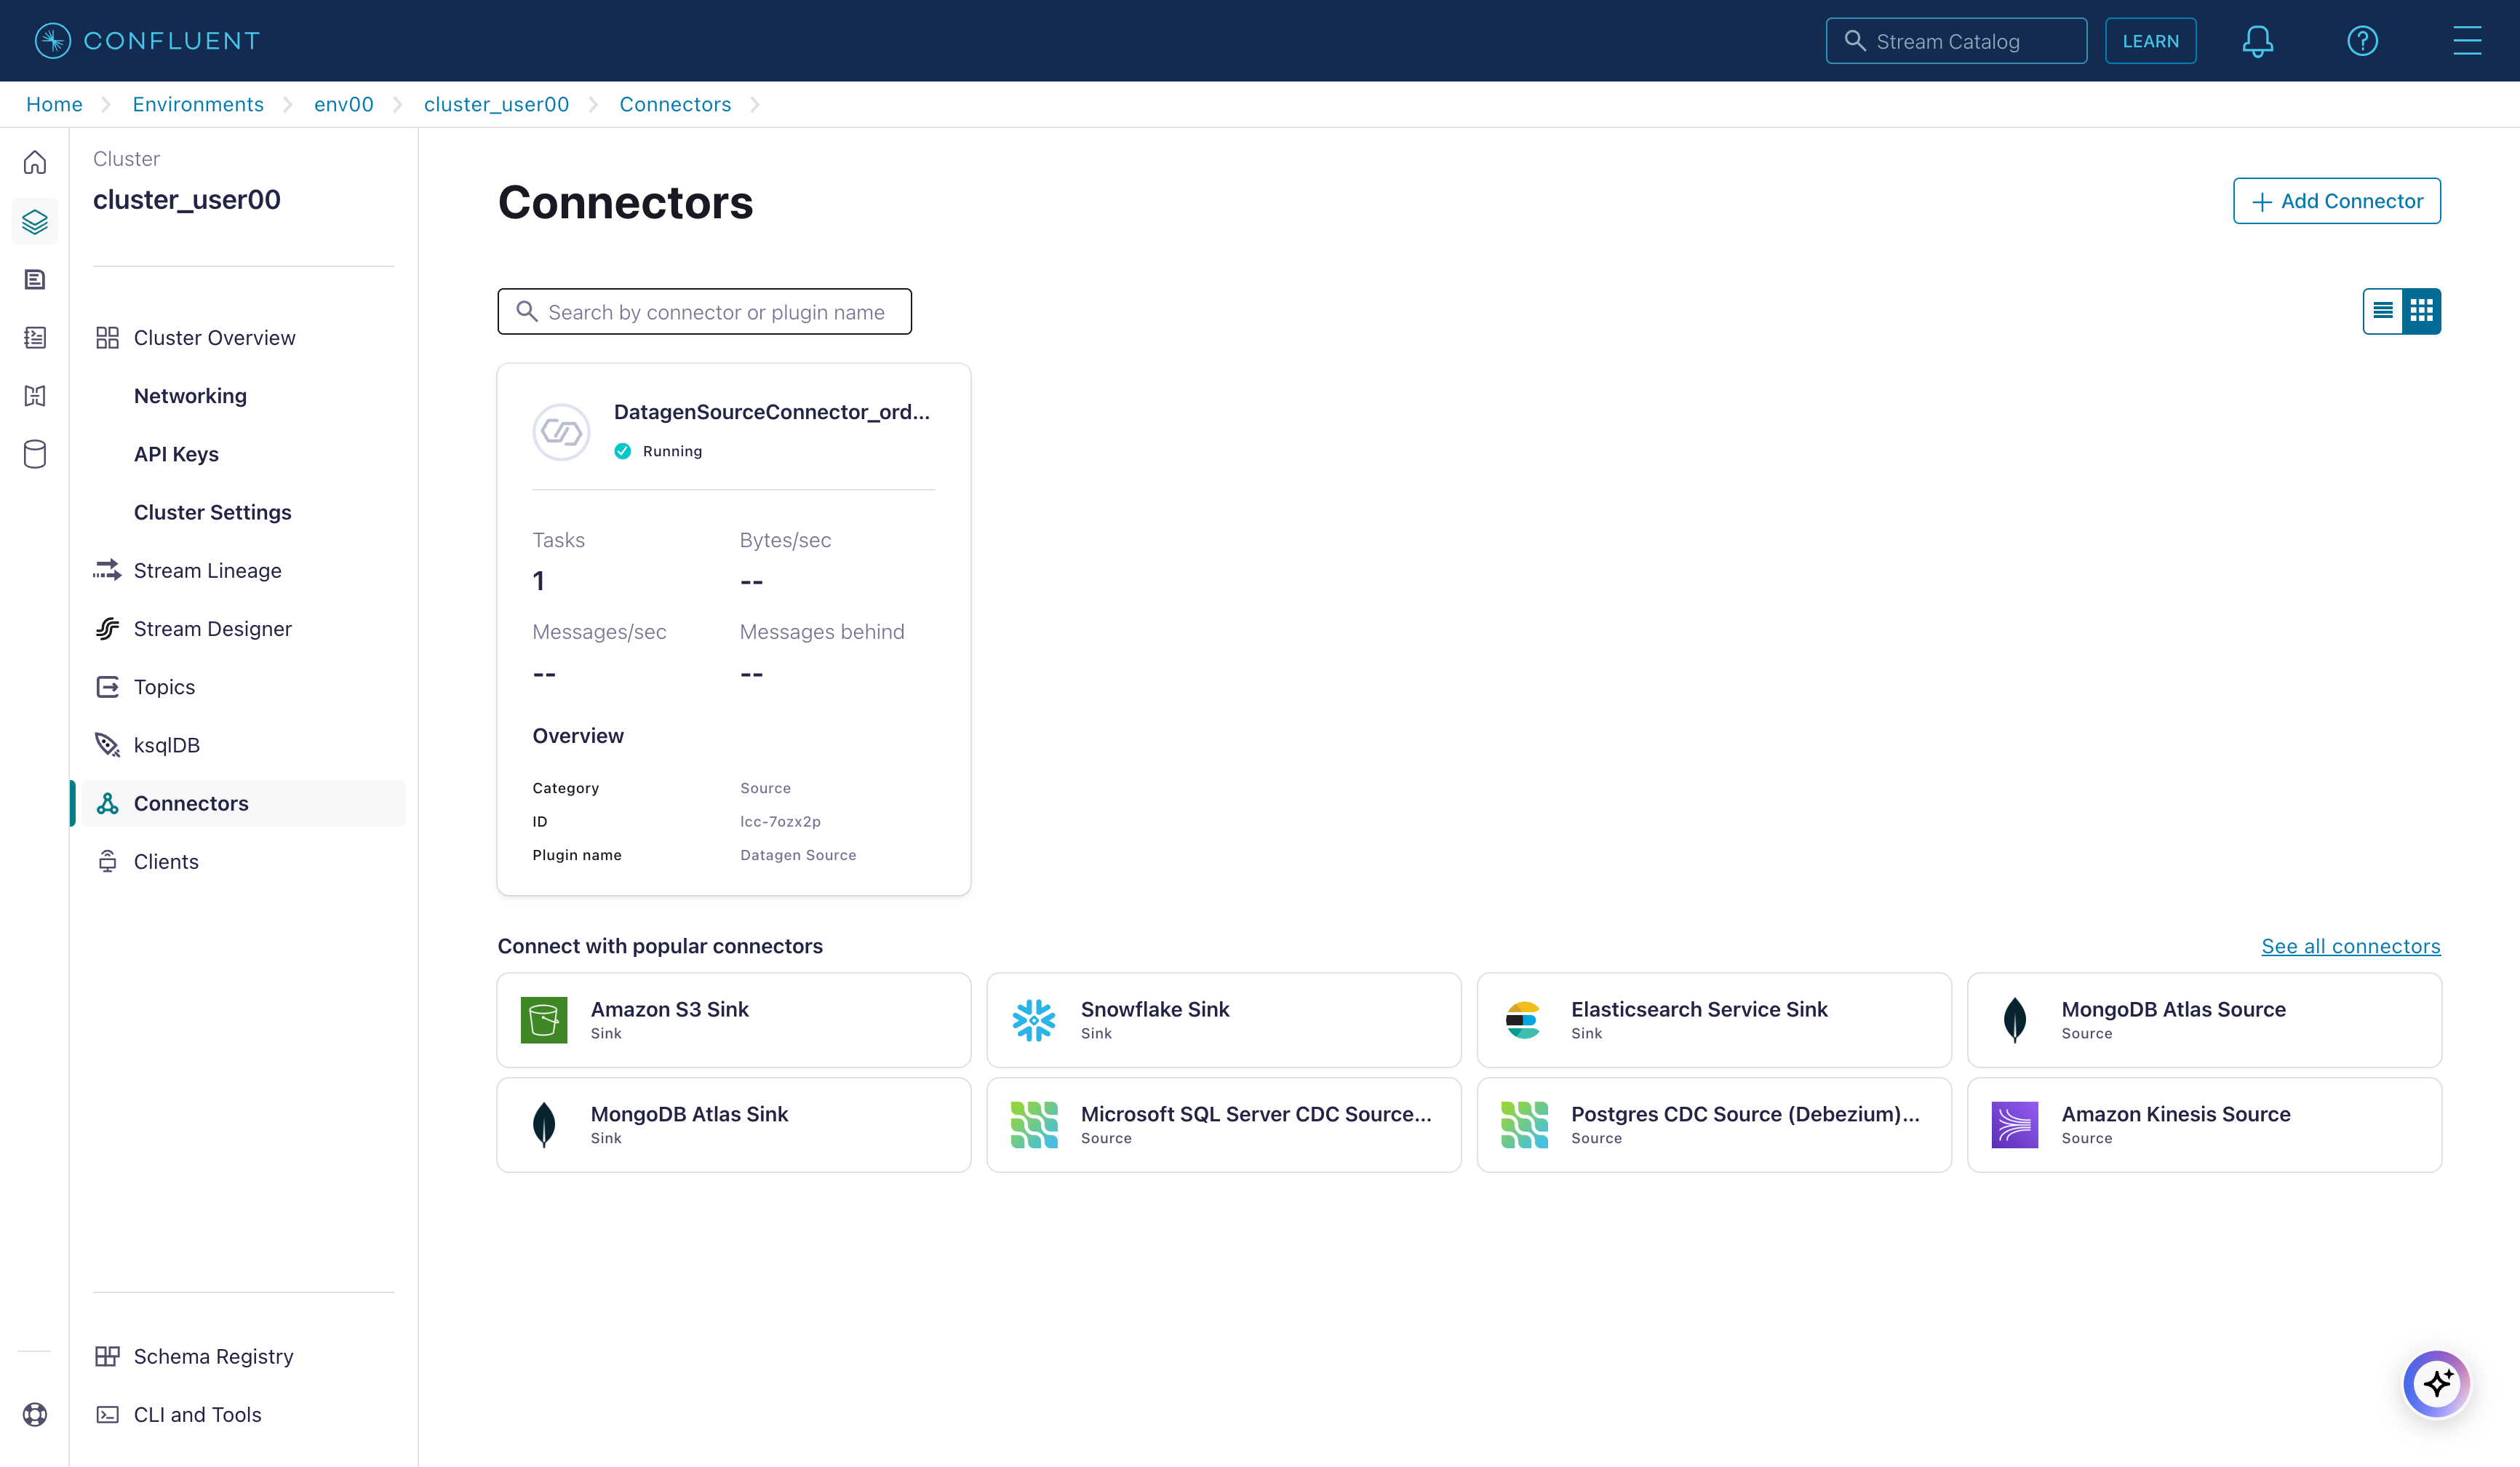 CONFLUENT
Stream Catalog
LEARN
Home
Environments
env00
cluster_user00
Connectors
Cluster
cluster_user00
Cluster Overview
Networking
API Keys
Cluster Settings
Stream Lineage
Stream Designer
Topics
ksqlDB
Connectors
Clients
Schema Registry
CLI and Tools
Connectors
Add Connector
Search by connector or plugin name
DatagenSourceConnector_ord...
Running
Tasks
1
Bytes/sec
--
Messages/sec
--
Messages behind
--
Overview
Category Source
ID lcc-7ozx2p
Plugin name Datagen Source
Connect with popular connectors
See all connectors
Amazon S3 Sink
Sink
Snowflake Sink
Sink
Elasticsearch Service Sink
Sink
MongoDB Atlas Source
Source
MongoDB Atlas Sink
Sink
Microsoft SQL Server CDC Source...
Source
Postgres CDC Source (Debezium)...
Source
Amazon Kinesis Source
Source